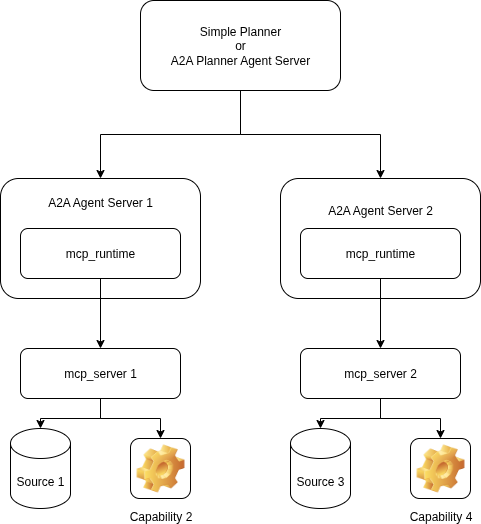 Simple Planner
or
A2A Planner Agent Server
A2A Agent Server 1
A2A Agent Server 2
mcp_runtime
mcp_runtime
mcp_server 1
mcp_server 2
Source 1
Source 3
Capability 2
Capability 4